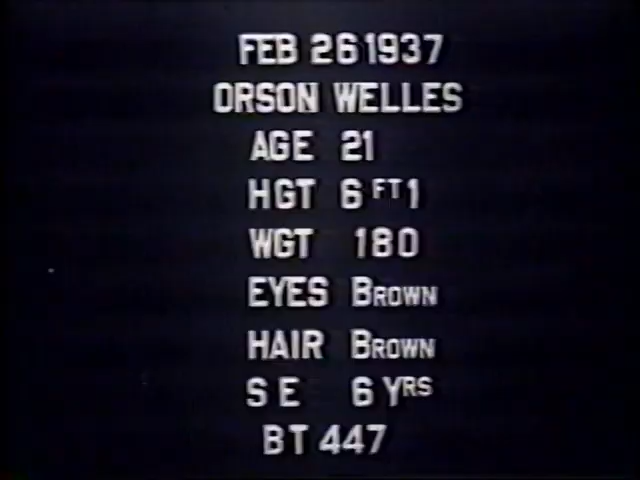 FEB 26 1937
ORSON WELLES
AGE 21
HGT 6 FT 1
WGT 180
EYES BROWN
HAIR BROWN
S E 6 YRS
BT 447